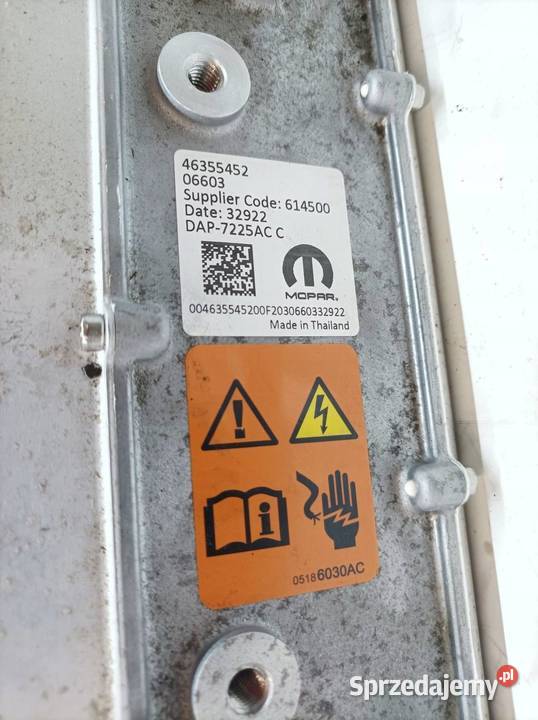 46355452
06603
Supplier Code: 614500
Date: 32922
DAP-7225AC C
MOPAR®
004635545200F2030660332922
Made in Thailand
05186030AC
Sprzedajemy.pl